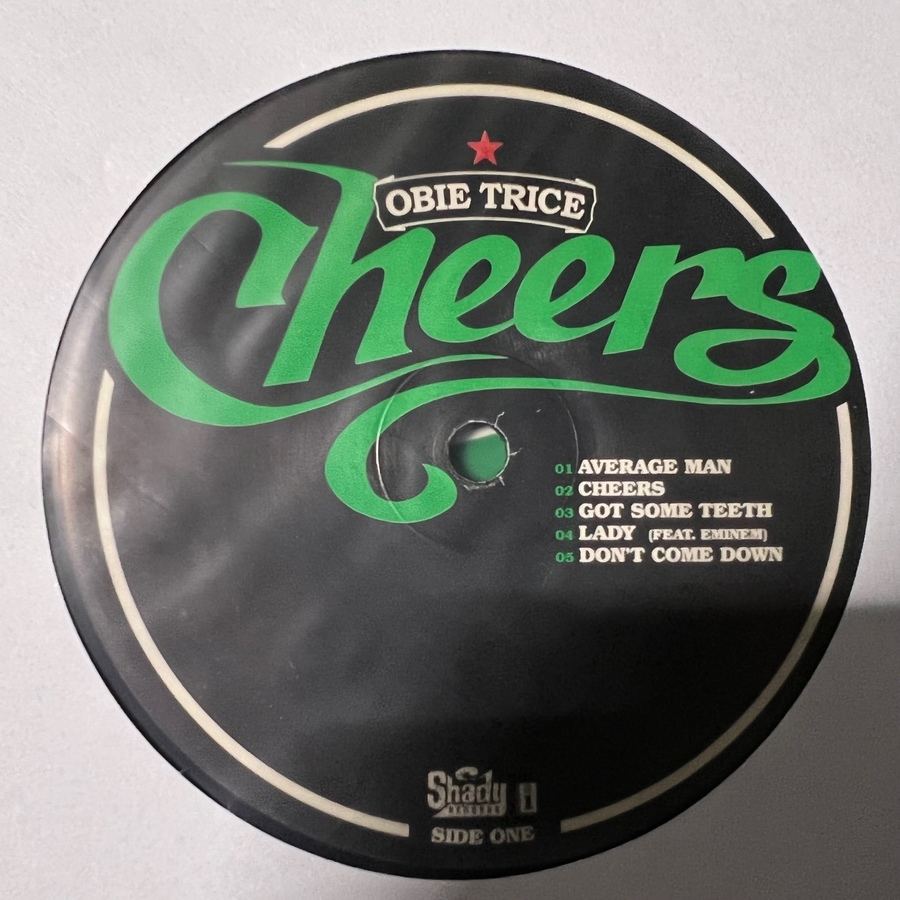 OBIE TRICE
Cheers
01 AVERAGE MAN
02 CHEERS
03 GOT SOME TEETH
04 LADY (FEAT. EMINEM)
05 DON'T COME DOWN
Shady
RECORDS
SIDE ONE